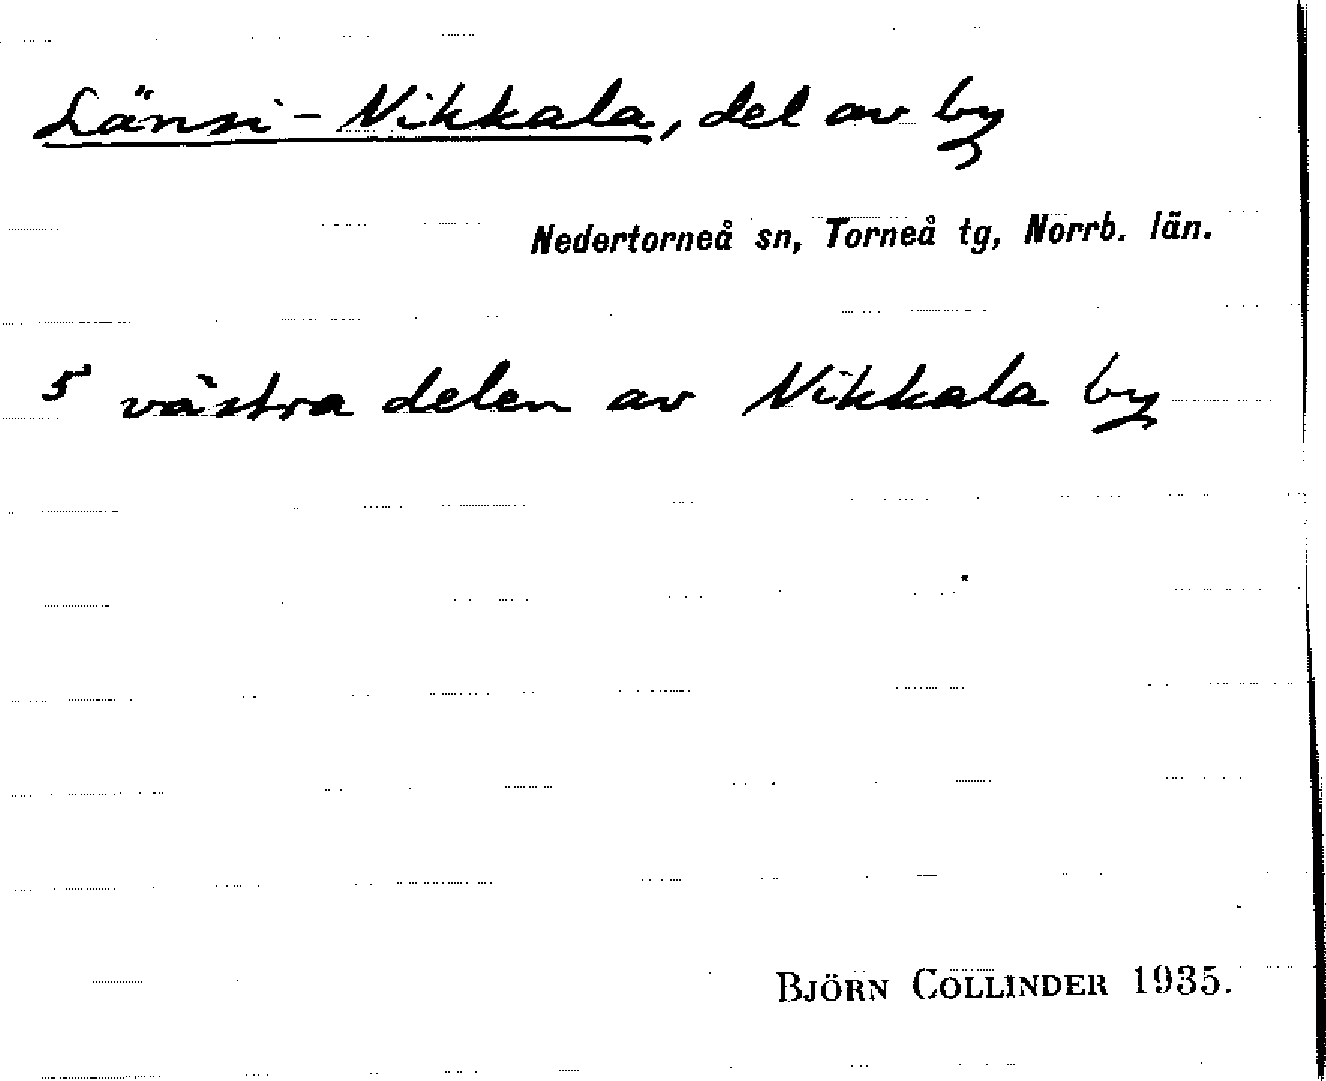 Länsi-Nikkala, del av by
Nedertorneå sn, Torneå tg, Norrb. län.
5 västra delen av Nikkala by
BJÖRN COLLINDER 1935.